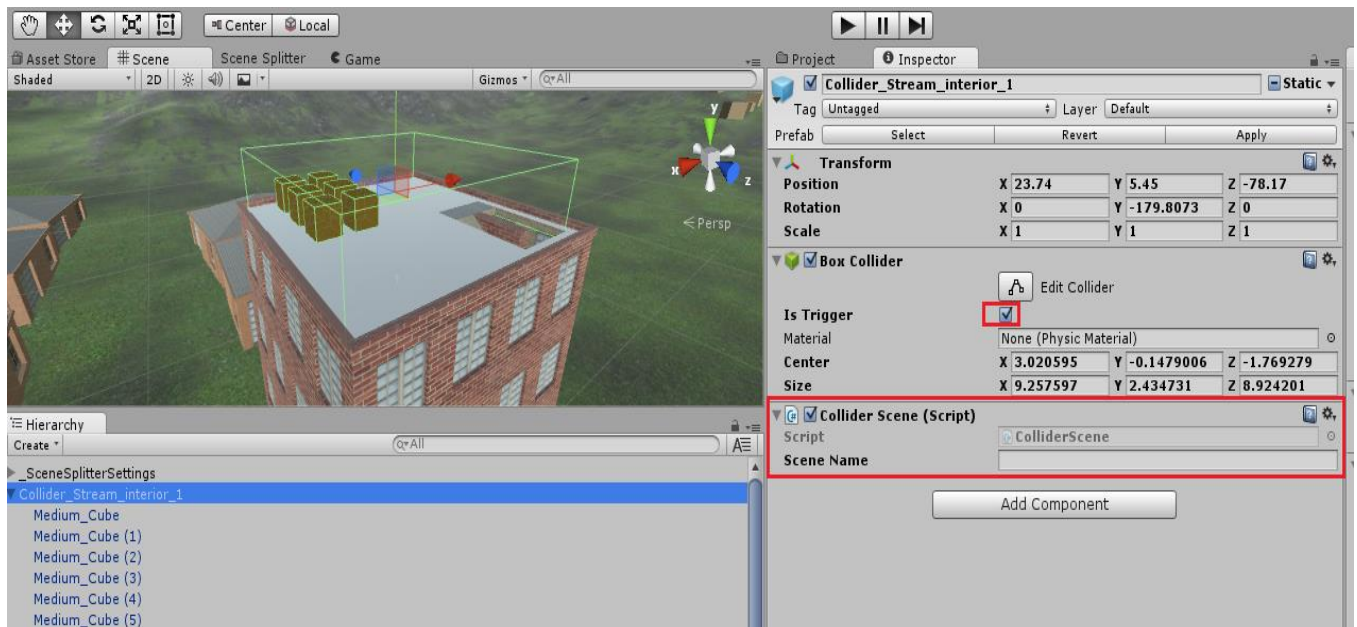 Center Local
Asset Store Scene Scene Splitter Game
Shaded 2D Gizmos All
y
x
z
Persp
Hierarchy
Create All
_SceneSplitterSettings
Collider_Stream_interior_1
Medium_Cube
Medium_Cube (1)
Medium_Cube (2)
Medium_Cube (3)
Medium_Cube (4)
Medium_Cube (5)
Project Inspector
Collider_Stream_interior_1 Static
Tag Untagged Layer Default
Prefab Select Revert Apply
Transform
Position X 23.74 Y 5.45 Z -78.17
Rotation X 0 Y -179.8073 Z 0
Scale X 1 Y 1 Z 1
Box Collider
Edit Collider
Is Trigger
Material None (Physic Material)
Center X 3.020595 Y -0.1479006 Z -1.769279
Size X 9.257597 Y 2.434731 Z 8.924201
Collider Scene (Script)
Script ColliderScene
Scene Name
Add Component